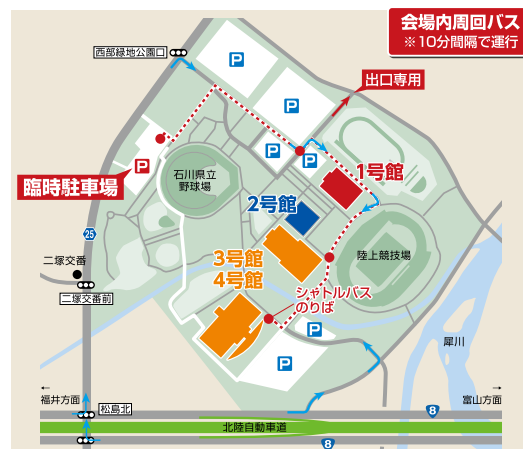 会場内周回バス
※10分間隔で運行
西部緑地公園口
P
出口専用
P
P
P
P
臨時駐車場
石川県立
野球場
1号館
2号館
25
3号館
4号館
陸上競技場
二塚交番
シャトルバス
のりば
二塚交番前
P
犀川
P
←
福井方面
→
富山方面
松島北
8
北陸自動車道
8